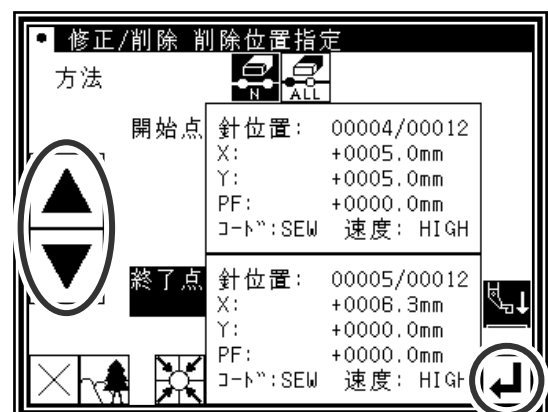 修正/削除 削除位置指定
方法
N
ALL
開始点
針位置: 00004/00012
X: +0005.0mm
Y: +0005.0mm
PF: +0000.0mm
コード:SEW 速度: HIGH
終了点
針位置: 00005/00012
X: +0006.3mm
Y: +0000.0mm
PF: +0000.0mm
コード:SEW 速度: HIGH